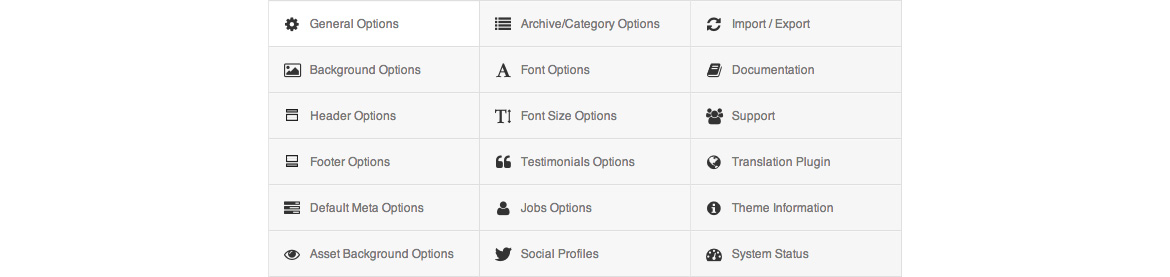 General Options
Archive/Category Options
Import / Export
Background Options
Font Options
Documentation
Header Options
Font Size Options
Support
Footer Options
Testimonials Options
Translation Plugin
Default Meta Options
Jobs Options
Theme Information
Asset Background Options
Social Profiles
System Status